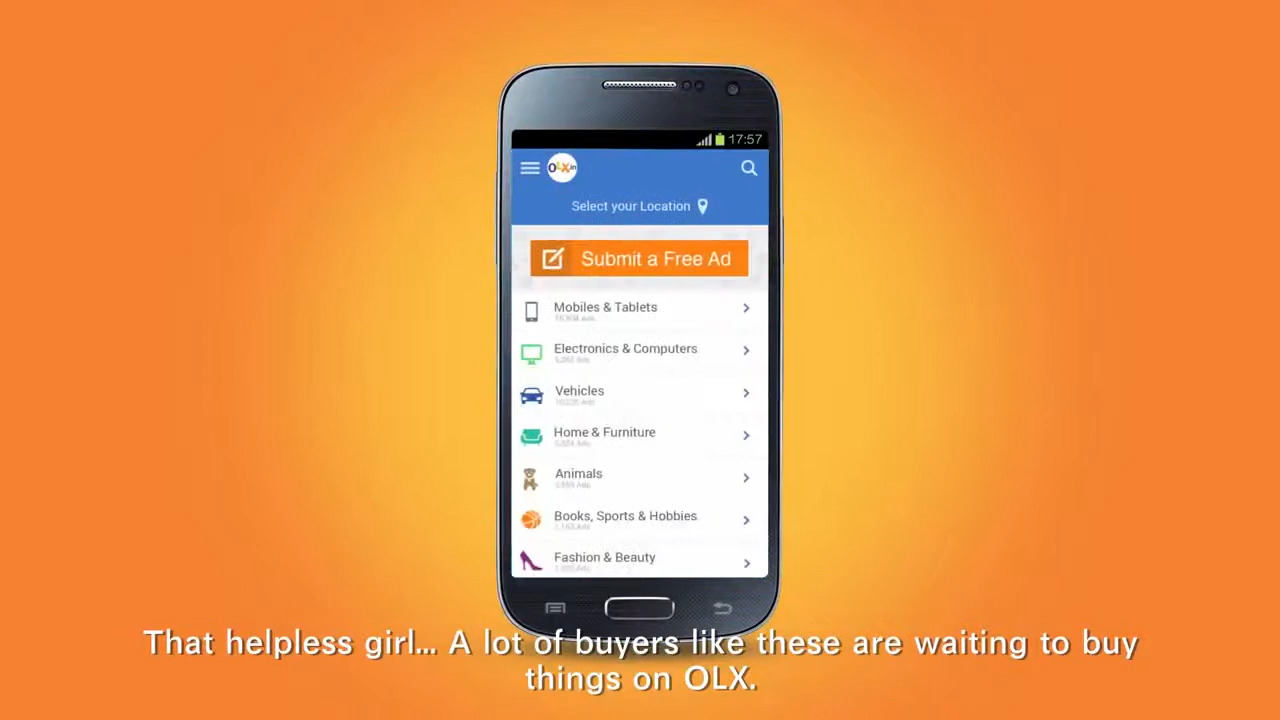 17:57
OLX.in
Select your Location
Submit a Free Ad
Mobiles & Tablets
Electronics & Computers
Vehicles
Home & Furniture
Animals
Books, Sports & Hobbies
Fashion & Beauty
That helpless girl... A lot of buyers like these are waiting to buy
things on OLX.